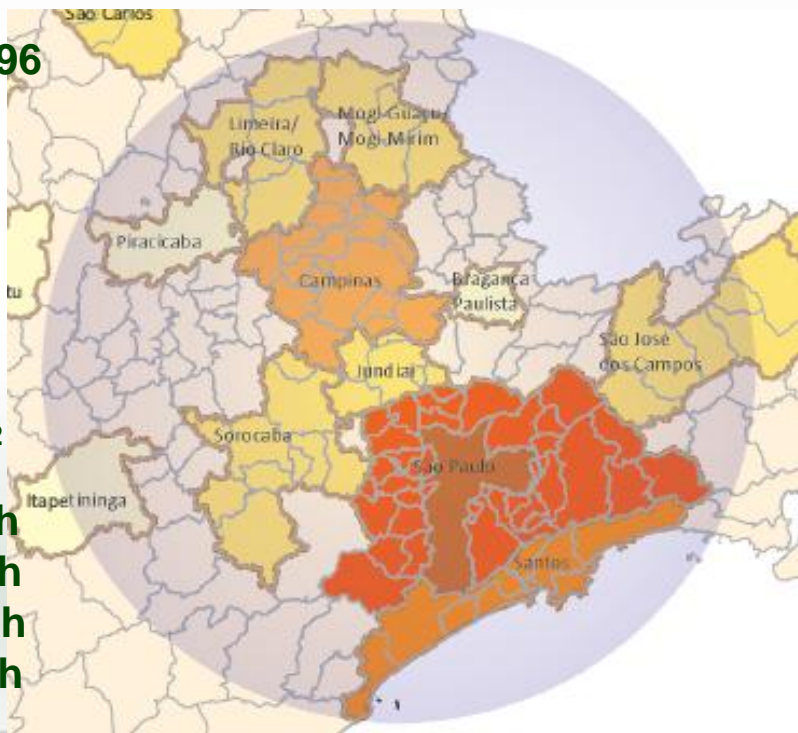 São Carlos
96
Limeira/
Rio Claro
Mogi-Guaçu
Mogi-Mirim
Piracicaba
Campinas
Bragança
Paulista
tu
São José
dos Campos
Jundiaí
Sorocaba
São Paulo
Itapetininga
h
Santos
h
h
h